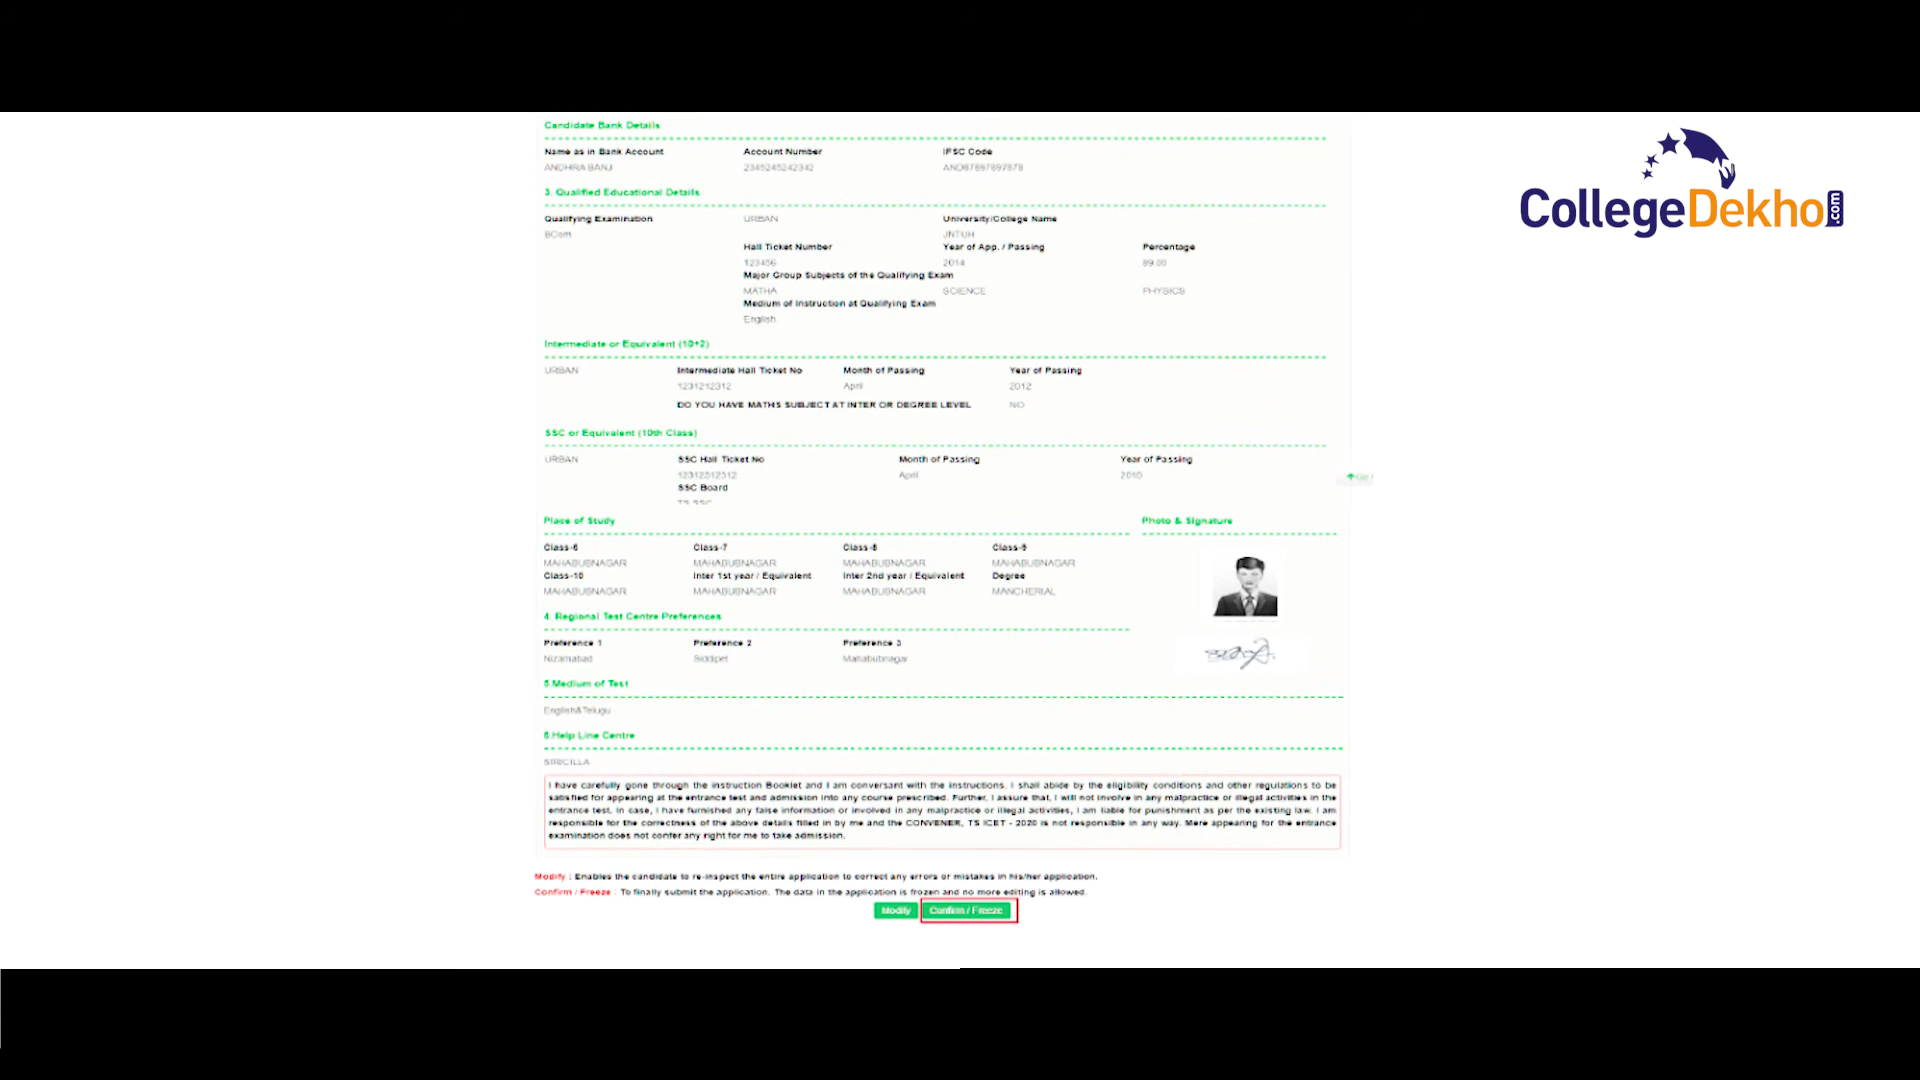 Candidate Bank Details
Name as in Bank Account Account Number IFSC Code
ANDHRA BANJ 2345245242342 AND87897897878
3. Qualified Educational Details
Qualifying Examination URBAN University/College Name
BCom JNTUH
Hall Ticket Number Year of App. / Passing Percentage
123456 2014 89.00
Major Group Subjects of the Qualifying Exam
MATHA SCIENCE PHYSICS
Medium of Instruction at Qualifying Exam
English
Intermediate or Equivalent (10+2)
URBAN Intermediate Hall Ticket No Month of Passing Year of Passing
1231212312 April 2012
DO YOU HAVE MATHS SUBJECT AT INTER OR DEGREE LEVEL NO
SSC or Equivalent (10th Class)
URBAN SSC Hall Ticket No Month of Passing Year of Passing
12312312312 April 2010
SSC Board
TS SSC
Place of Study Photo & Signature
Class-6 Class-7 Class-8 Class-9
MAHABUBNAGAR MAHABUBNAGAR MAHABUBNAGAR MAHABUBNAGAR
Class-10 Inter 1st year / Equivalent Inter 2nd year / Equivalent Degree
MAHABUBNAGAR MAHABUBNAGAR MAHABUBNAGAR MANCHERIAL
4. Regional Test Centre Preferences
Preference 1 Preference 2 Preference 3
Nizamabad Siddipet Mahabubnagar
5.Medium of Test
English&Telugu
6.Help Line Centre
SIRICILLA
I have carefully gone through the instruction Booklet and I am conversant with the instructions. I shall abide by the eligibility conditions and other regulations to be
satisfied for appearing at the entrance test and admission into any course prescribed. Further, I assure that, I will not involve in any malpractice or illegal activities in the
entrance test. In case, I have furnished any false information or involved in any malpractice or illegal activities, I am liable for punishment as per the existing law. I am
responsible for the correctness of the above details filled in by me and the CONVENER, TS ICET - 2020 is not responsible in any way. Mere appearing for the entrance
examination does not confer any right for me to take admission.
Modify : Enables the candidate to re-inspect the entire application to correct any errors or mistakes in his/her application.
Confirm / Freeze : To finally submit the application. The data in the application is frozen and no more editing is allowed.
Modify Confirm / Freeze
CollegeDekho.com